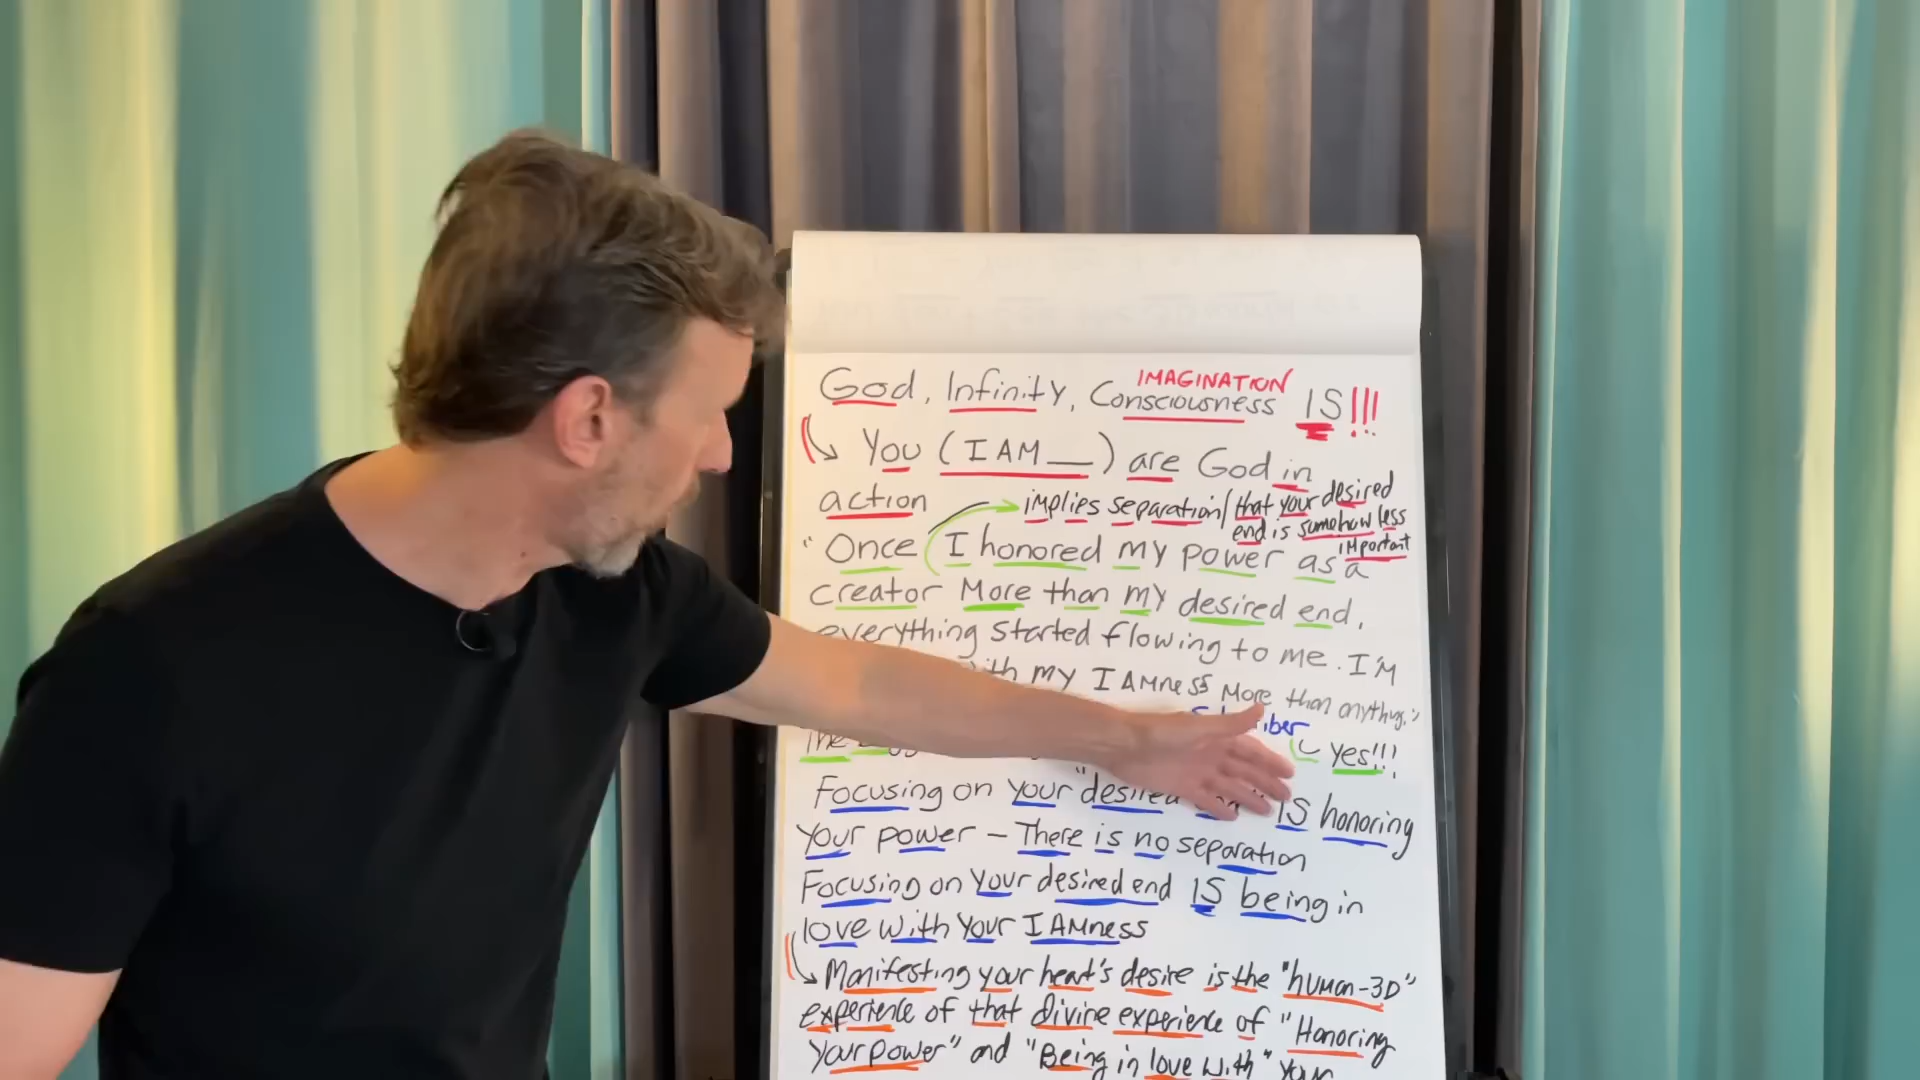 God, Infinity, Consciousness IS!!!
IMAGINATION
You (I AM __) are God in
action
implies separation/that your desired
end is somehow less
important
"Once I honored my power as a
creator More than my desired end,
everything started flowing to me. I'M
with my I AMness More than anything."
The
Yes!!!
Focusing on your "desired " IS honoring
your power – There is no separation
Focusing on your desired end IS being in
love with your I AMness
Manifesting your heart's desire is the "human-3D"
experience of that divine experience of "Honoring
your power" and "Being in love with" your